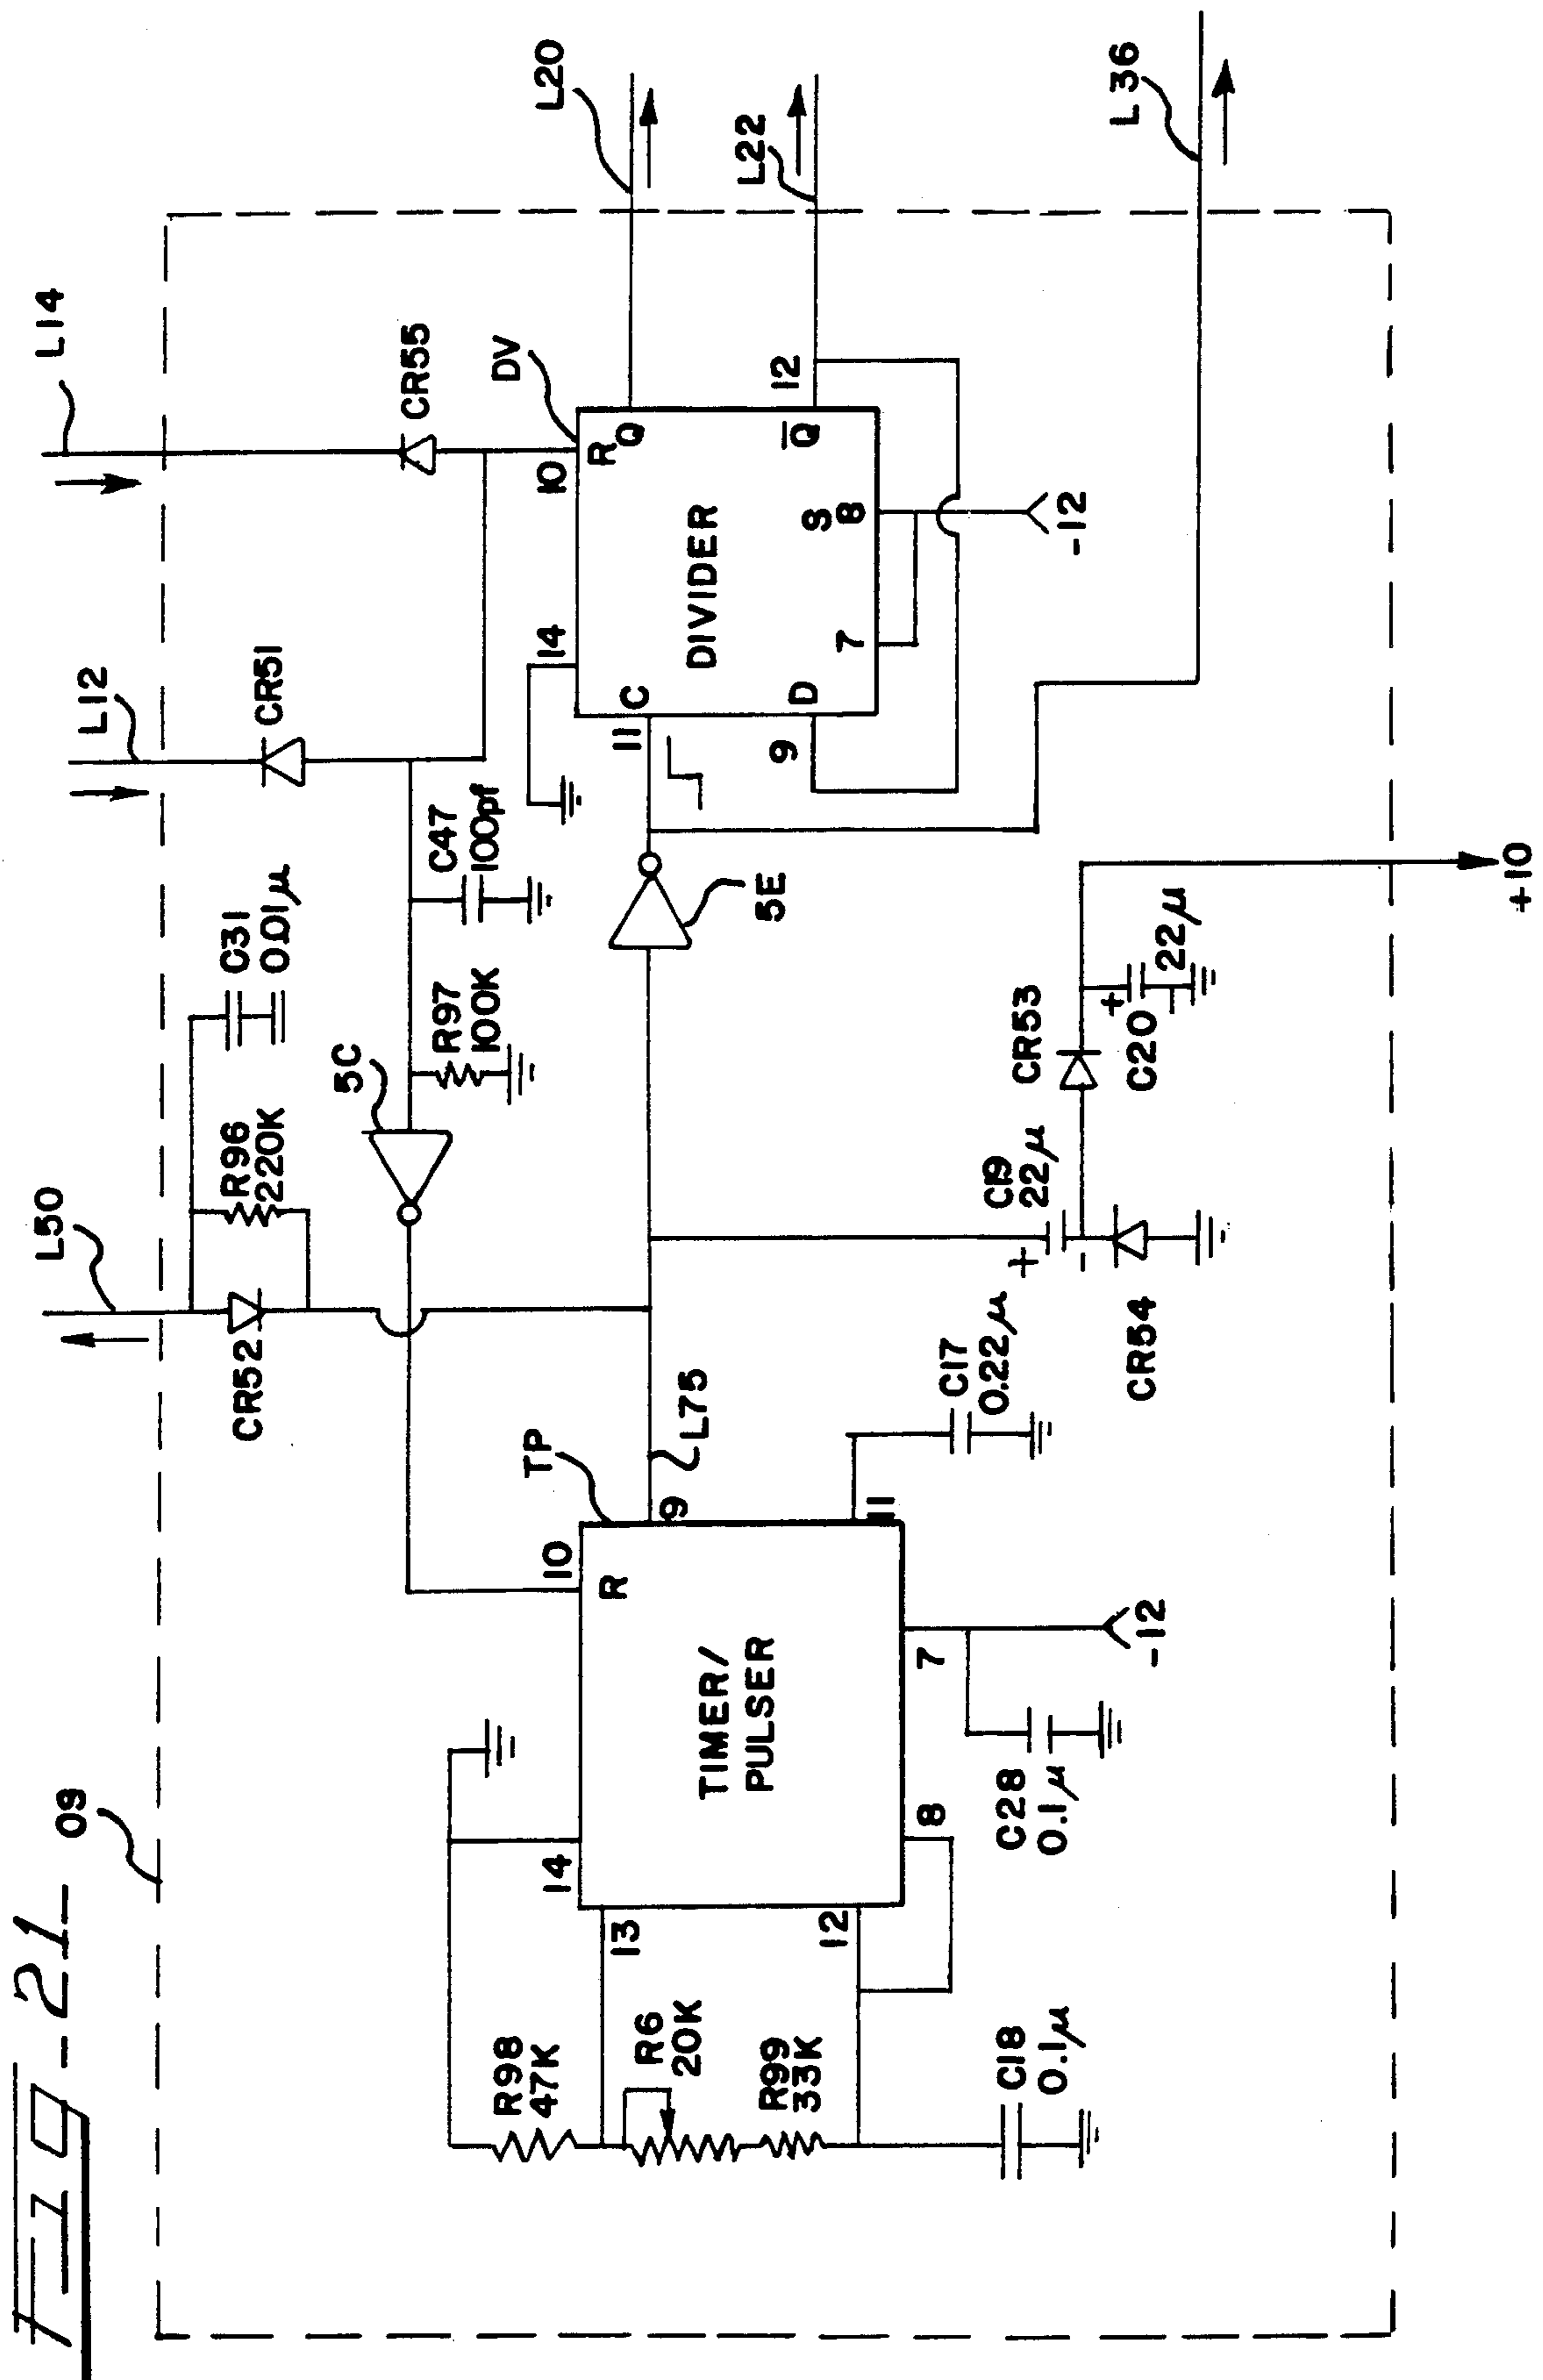 FIG-21
09
L50
L12
L14
R96
220K
C31
0.01μ
CR52
CR51
CR55
5C
R97
100K
C47
100pf
L20
L22
L36
TP
L75
5E
DV
10
R
9
11
7
8
12
13
14
TIMER/
PULSER
10
R
Q
12
Q̅
S
8
7
D
9
C
11
14
DIVIDER
R98
47K
R6
20K
R99
33K
C18
0.1μ
C28
0.1μ
-12
C17
0.22μ
C19
22μ
+
-
CR54
CR53
C20
22μ
+
-12
+10